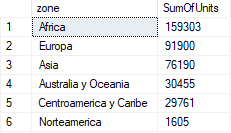 zone SumOfUnits
1 Africa 159303
2 Europa 91900
3 Asia 76190
4 Australia y Oceania 30455
5 Centroamerica y Caribe 29761
6 Norteamerica 1605